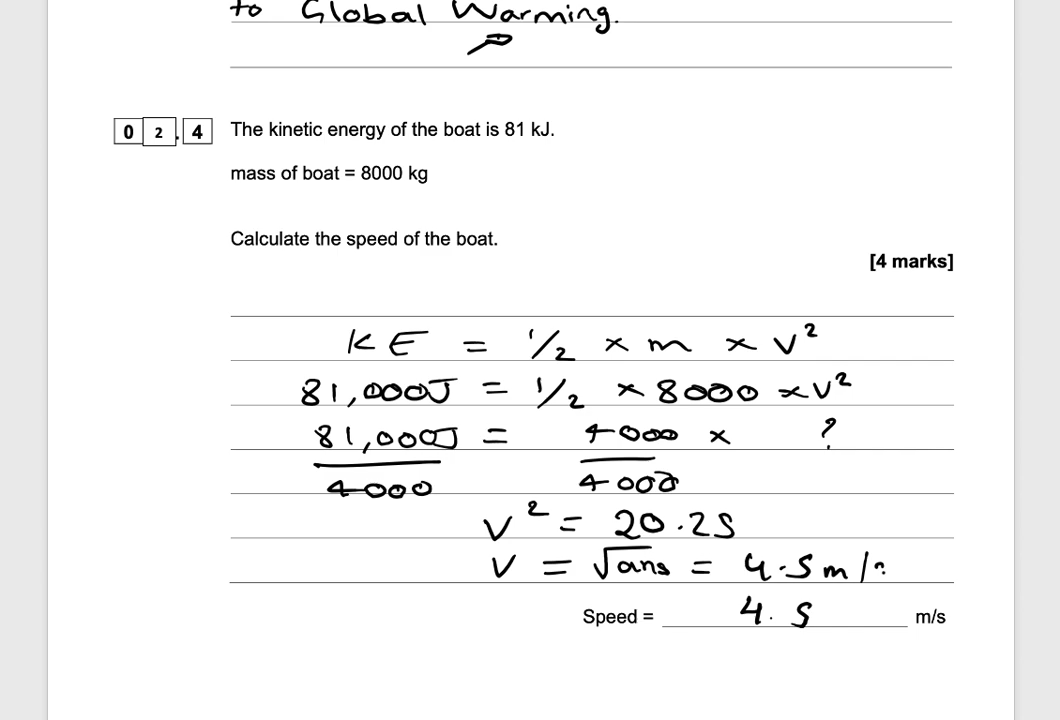 to Global Warming.
0 2 . 4 The kinetic energy of the boat is 81 kJ.
mass of boat = 8000 kg
Calculate the speed of the boat.
[4 marks]
KE = 1/2 × m × v²
81,000J = 1/2 × 8000 × v²
81,000J = 4000 × ?
4000 4000
v² = 20.25
v = √ans = 4.5 m/s
Speed = 4.5 m/s